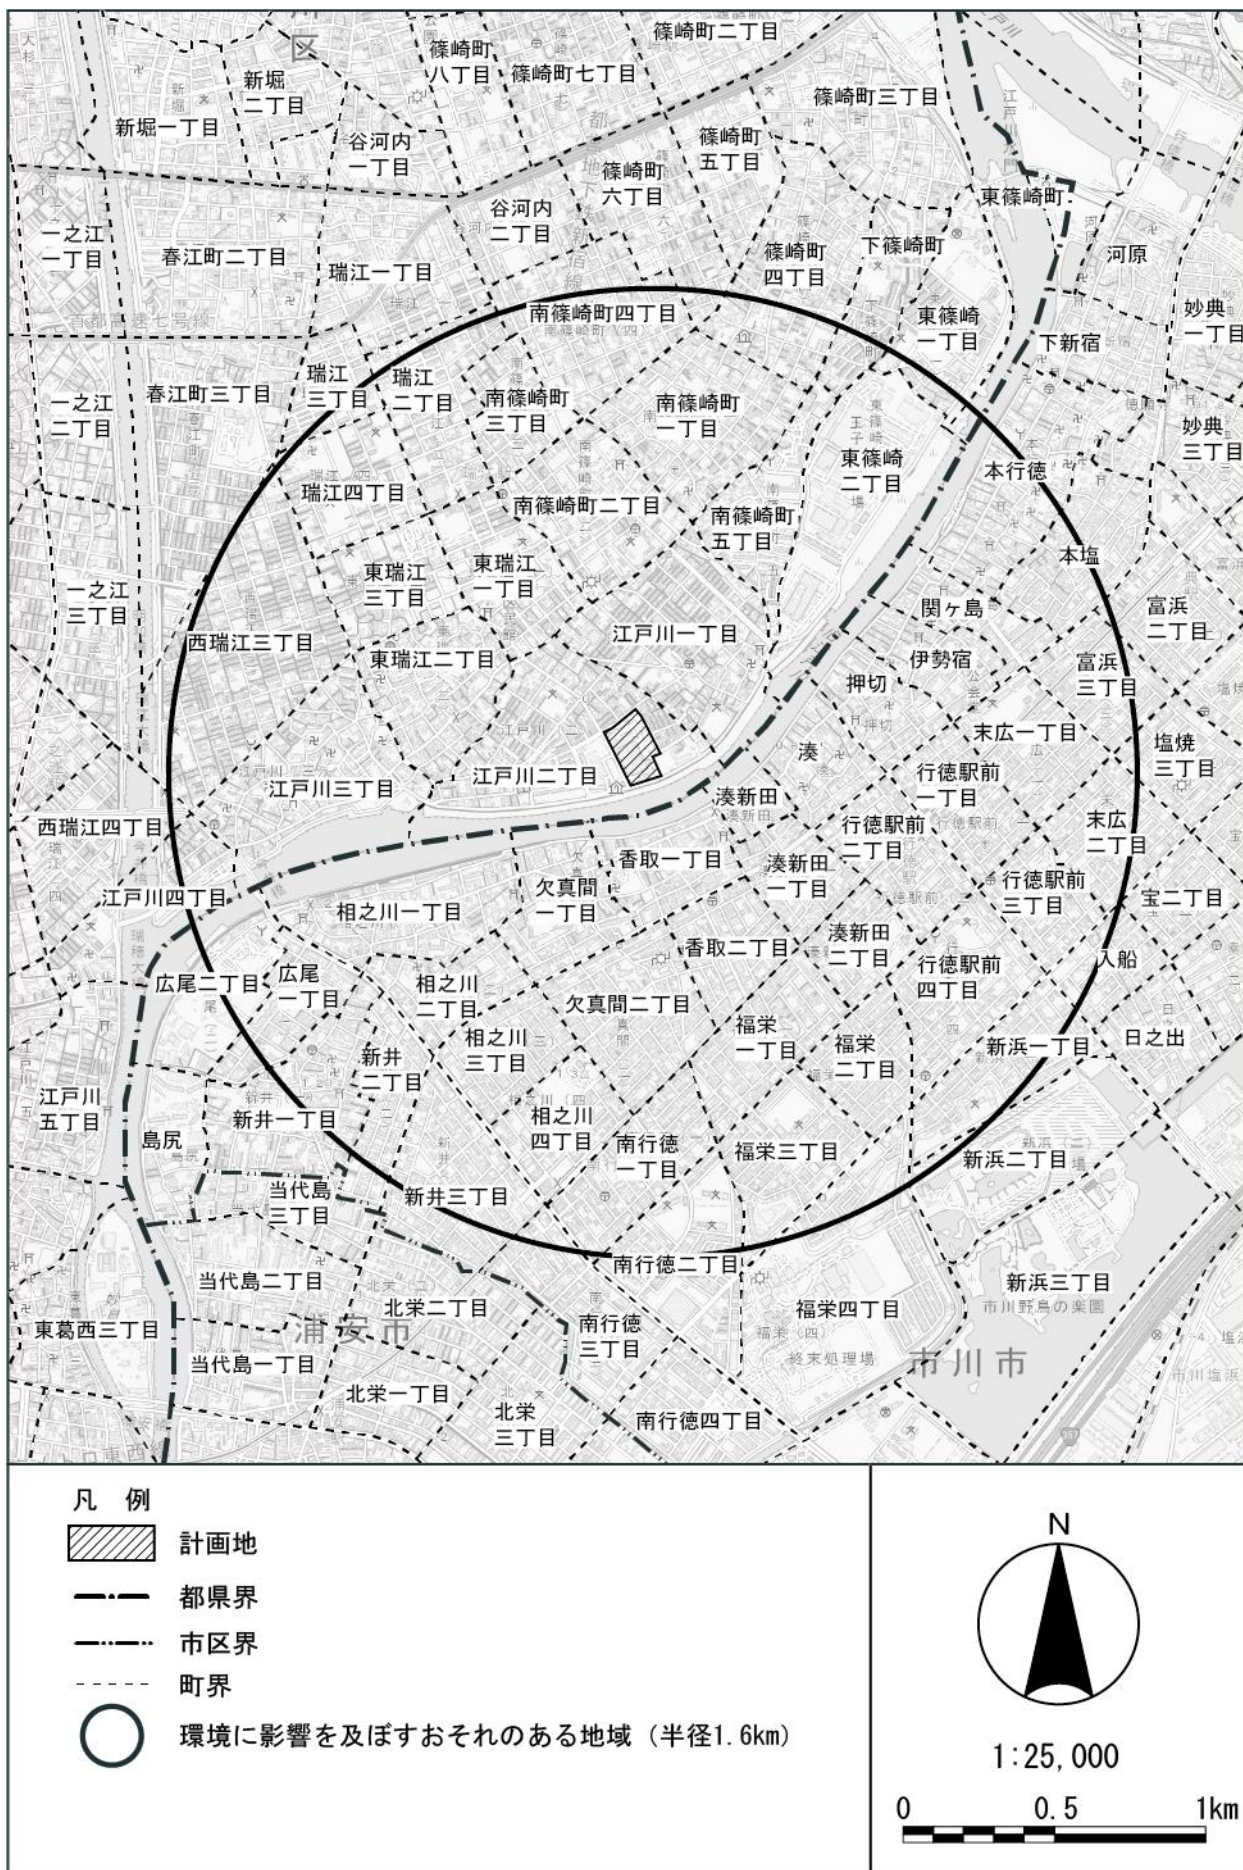 区
篠崎町二丁目
篠崎町
八丁目
篠崎町七丁目
新堀
二丁目
新堀一丁目
篠崎町三丁目
谷河内
一丁目
篠崎町
五丁目
篠崎町
六丁目
東篠崎町
一之江
一丁目
谷河内
二丁目
春江町二丁目
瑞江一丁目
篠崎町
四丁目
下篠崎町
河原
南篠崎町四丁目
東篠崎
一丁目
妙典
一丁目
首都高速七号線
下新宿
春江町三丁目
瑞江
三丁目
瑞江
二丁目
南篠崎町
三丁目
南篠崎町
一丁目
一之江
二丁目
妙典
三丁目
東篠崎
二丁目
本行徳
瑞江四丁目
南篠崎町二丁目
南篠崎町
五丁目
本塩
東瑞江
三丁目
東瑞江
一丁目
一之江
三丁目
関ヶ島
富浜
二丁目
西瑞江三丁目
江戸川一丁目
東瑞江二丁目
伊勢宿
押切
富浜
三丁目
末広一丁目
湊
塩焼
三丁目
江戸川二丁目
江戸川三丁目
行徳駅前
一丁目
湊新田
西瑞江四丁目
行徳駅前
二丁目
末広
二丁目
香取一丁目
湊新田
一丁目
江戸川四丁目
相之川一丁目
欠真間
一丁目
行徳駅前
三丁目
宝二丁目
香取二丁目
湊新田
二丁目
入船
広尾二丁目
広尾
一丁目
相之川
二丁目
行徳駅前
四丁目
欠真間二丁目
相之川
三丁目
福栄
一丁目
福栄
二丁目
新浜一丁目
日之出
新井
二丁目
江戸川
五丁目
新井一丁目
島尻
相之川
四丁目
南行徳
一丁目
福栄三丁目
新浜二丁目
当代島
三丁目
新井三丁目
南行徳二丁目
当代島二丁目
新浜三丁目
市川野鳥の楽園
北栄二丁目
福栄四丁目
東葛西三丁目
浦安市
南行徳
三丁目
終末処理場
市川市
当代島一丁目
北栄一丁目
北栄
三丁目
南行徳四丁目
357
凡 例
計画地
都県界
市区界
町界
環境に影響を及ぼすおそれのある地域（半径1.6km）
N
1:25,000
0 0.5 1km